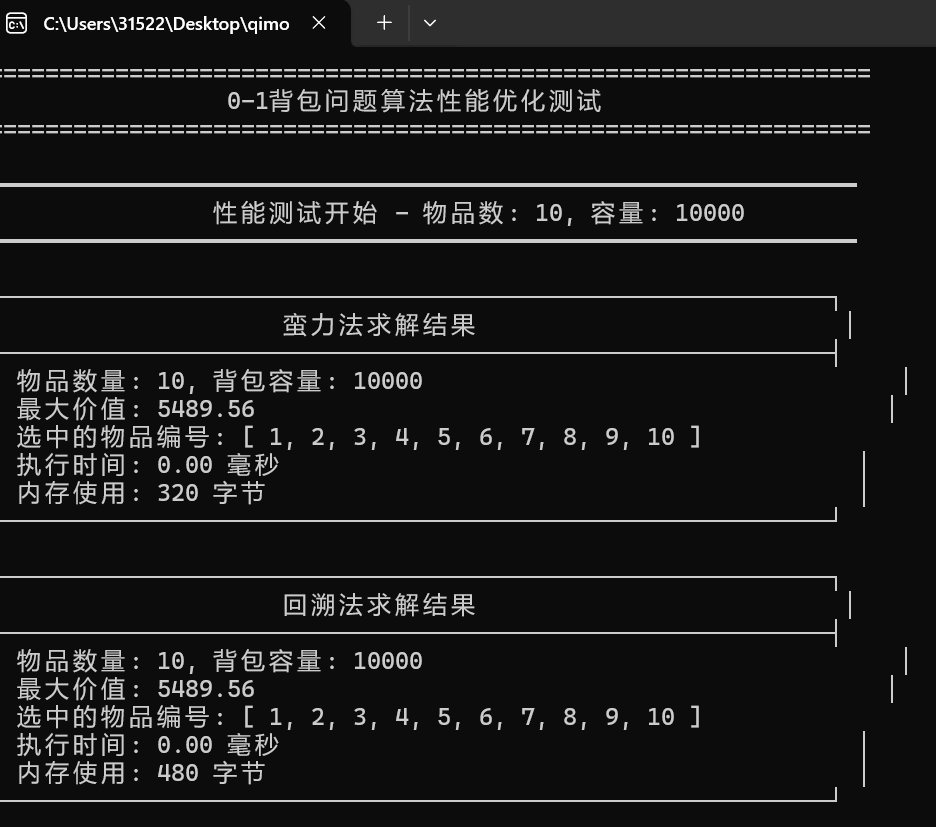 C:\Users\31522\Desktop\qimo
0-1背包问题算法性能优化测试
性能测试开始 - 物品数: 10, 容量: 10000
蛮力法求解结果
物品数量: 10, 背包容量: 10000
最大价值: 5489.56
选中的物品编号: [ 1, 2, 3, 4, 5, 6, 7, 8, 9, 10 ]
执行时间: 0.00 毫秒
内存使用: 320 字节
回溯法求解结果
物品数量: 10, 背包容量: 10000
最大价值: 5489.56
选中的物品编号: [ 1, 2, 3, 4, 5, 6, 7, 8, 9, 10 ]
执行时间: 0.00 毫秒
内存使用: 480 字节